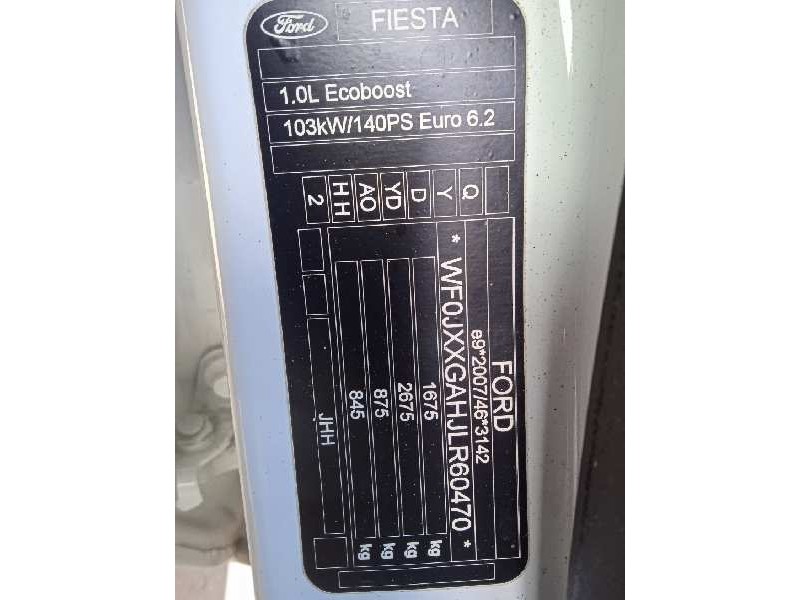 Ford
FIESTA
1.0L Ecoboost
103kW/140PS Euro 6.2
Q
Y
D
YD
AO
HH
2
FORD
e9*2007/46*3142
* WF0JXXGAHJLR60470 *
1675 kg
2675 kg
875 kg
845 kg
JHH